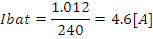 Ibat = 1.012/240 = 4.6[A]